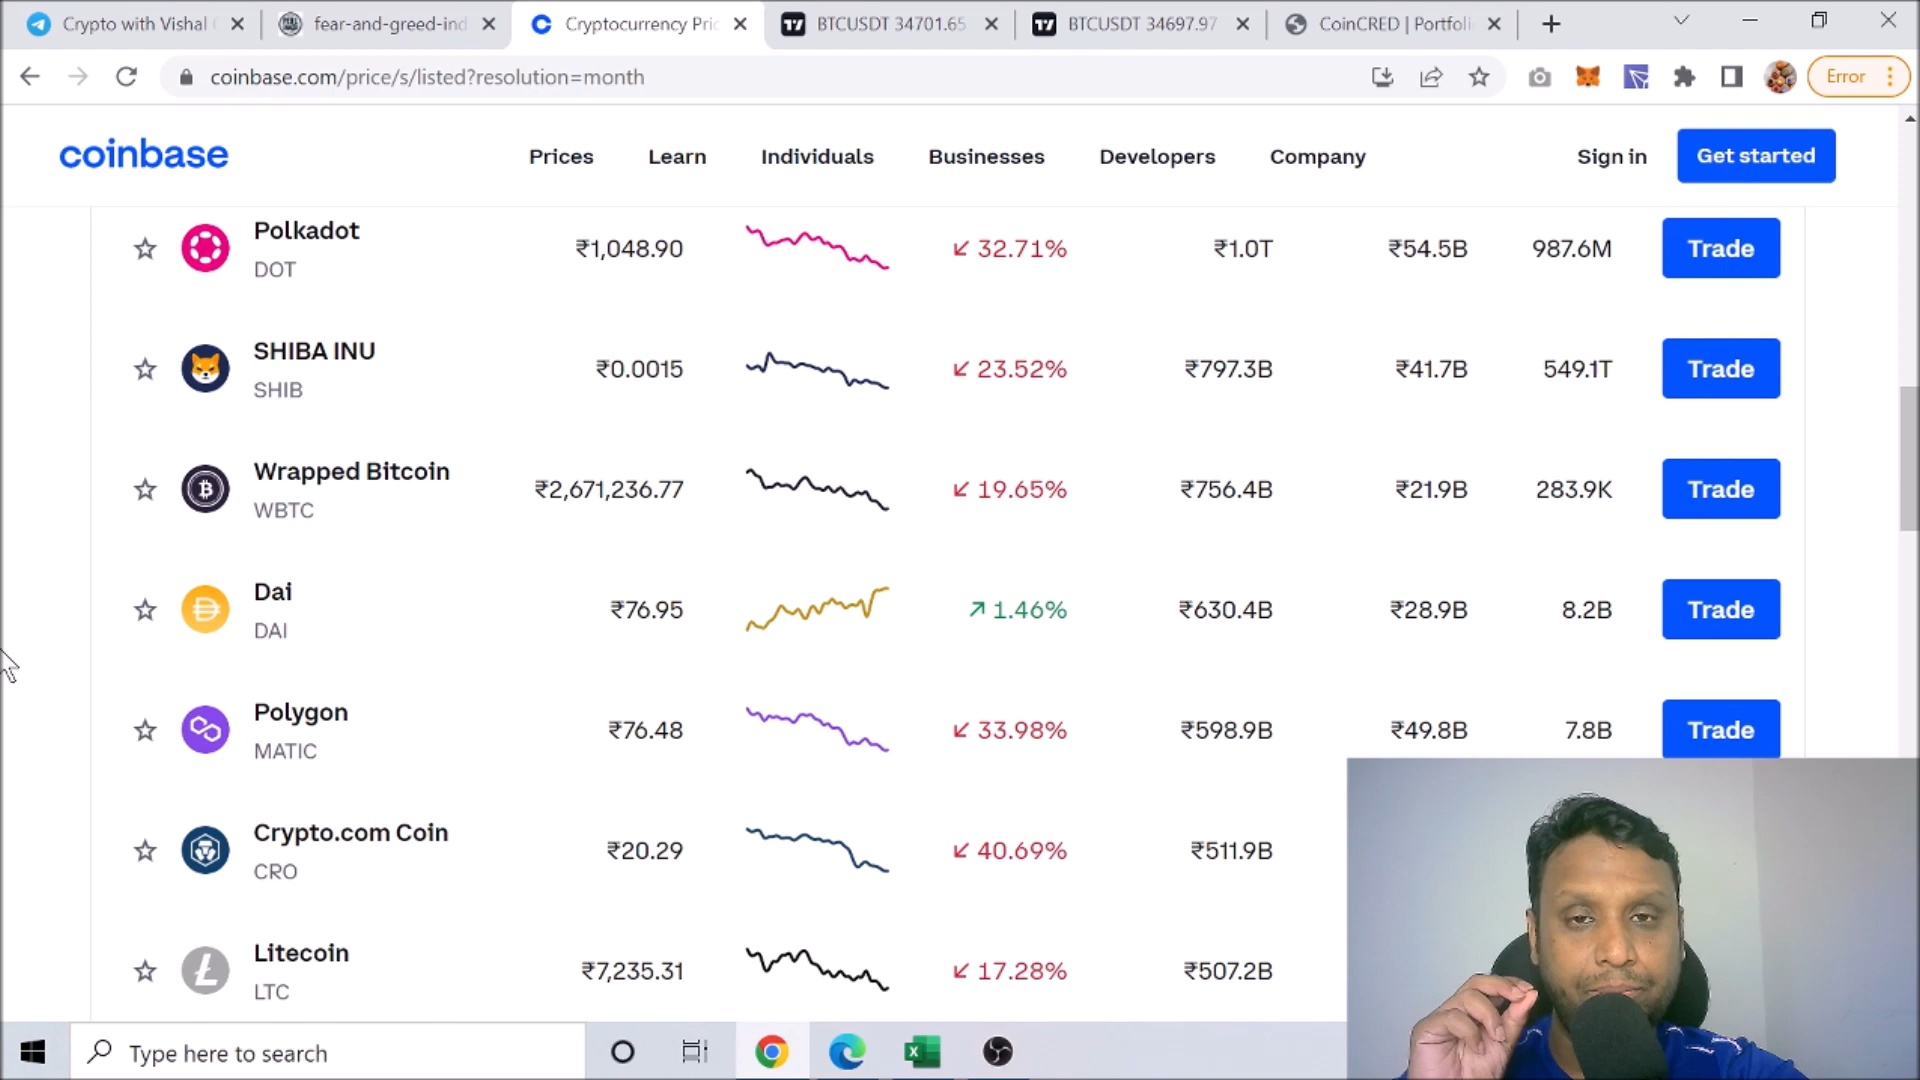 Crypto with Vishal
fear-and-greed-ind
Cryptocurrency Pric
BTCUSDT 34701.65
BTCUSDT 34697.97
CoinCRED | Portfoli
coinbase.com/price/s/listed?resolution=month
Error
coinbase
Prices
Learn
Individuals
Businesses
Developers
Company
Sign in
Get started
Polkadot
DOT
₹1,048.90
32.71%
₹1.0T
₹54.5B
987.6M
Trade
SHIBA INU
SHIB
₹0.0015
23.52%
₹797.3B
₹41.7B
549.1T
Trade
Wrapped Bitcoin
WBTC
₹2,671,236.77
19.65%
₹756.4B
₹21.9B
283.9K
Trade
Dai
DAI
₹76.95
1.46%
₹630.4B
₹28.9B
8.2B
Trade
Polygon
MATIC
₹76.48
33.98%
₹598.9B
₹49.8B
7.8B
Trade
Crypto.com Coin
CRO
₹20.29
40.69%
₹511.9B
Litecoin
LTC
₹7,235.31
17.28%
₹507.2B
Type here to search